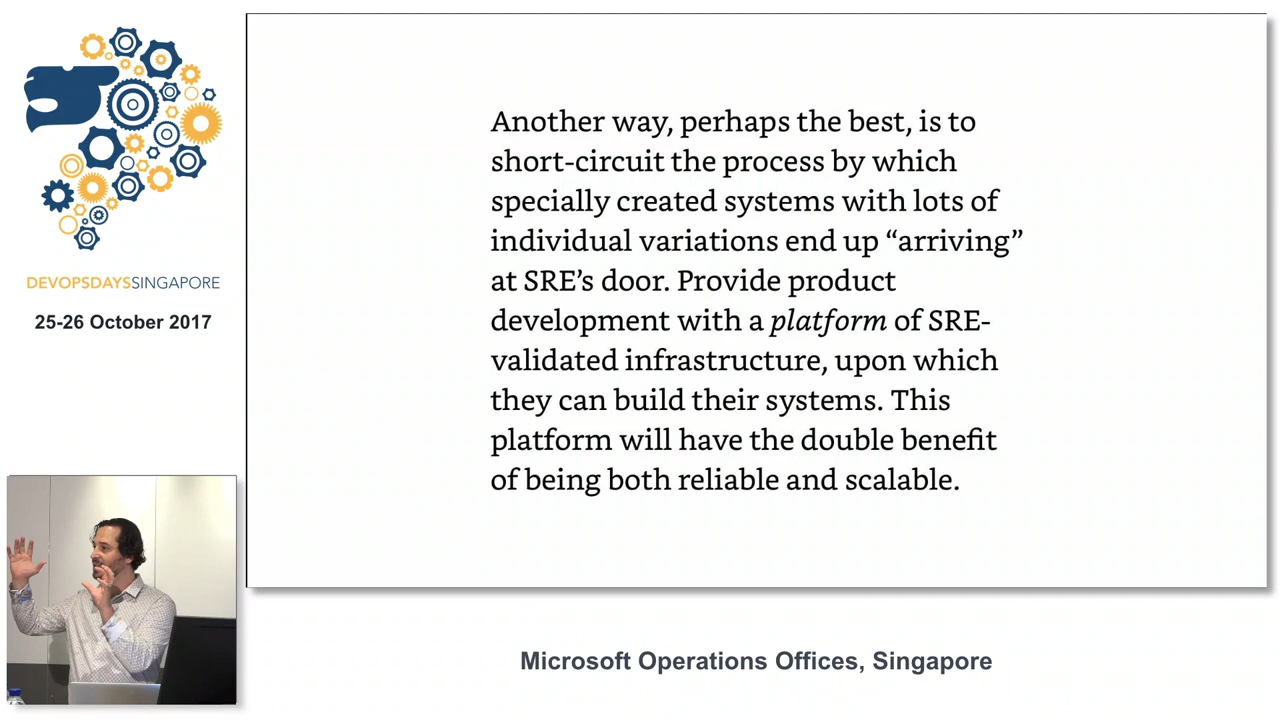 DEVOPSDAYSSINGAPORE
25-26 October 2017
Another way, perhaps the best, is to
short-circuit the process by which
specially created systems with lots of
individual variations end up “arriving”
at SRE’s door. Provide product
development with a platform of SRE-
validated infrastructure, upon which
they can build their systems. This
platform will have the double benefit
of being both reliable and scalable.
Microsoft Operations Offices, Singapore